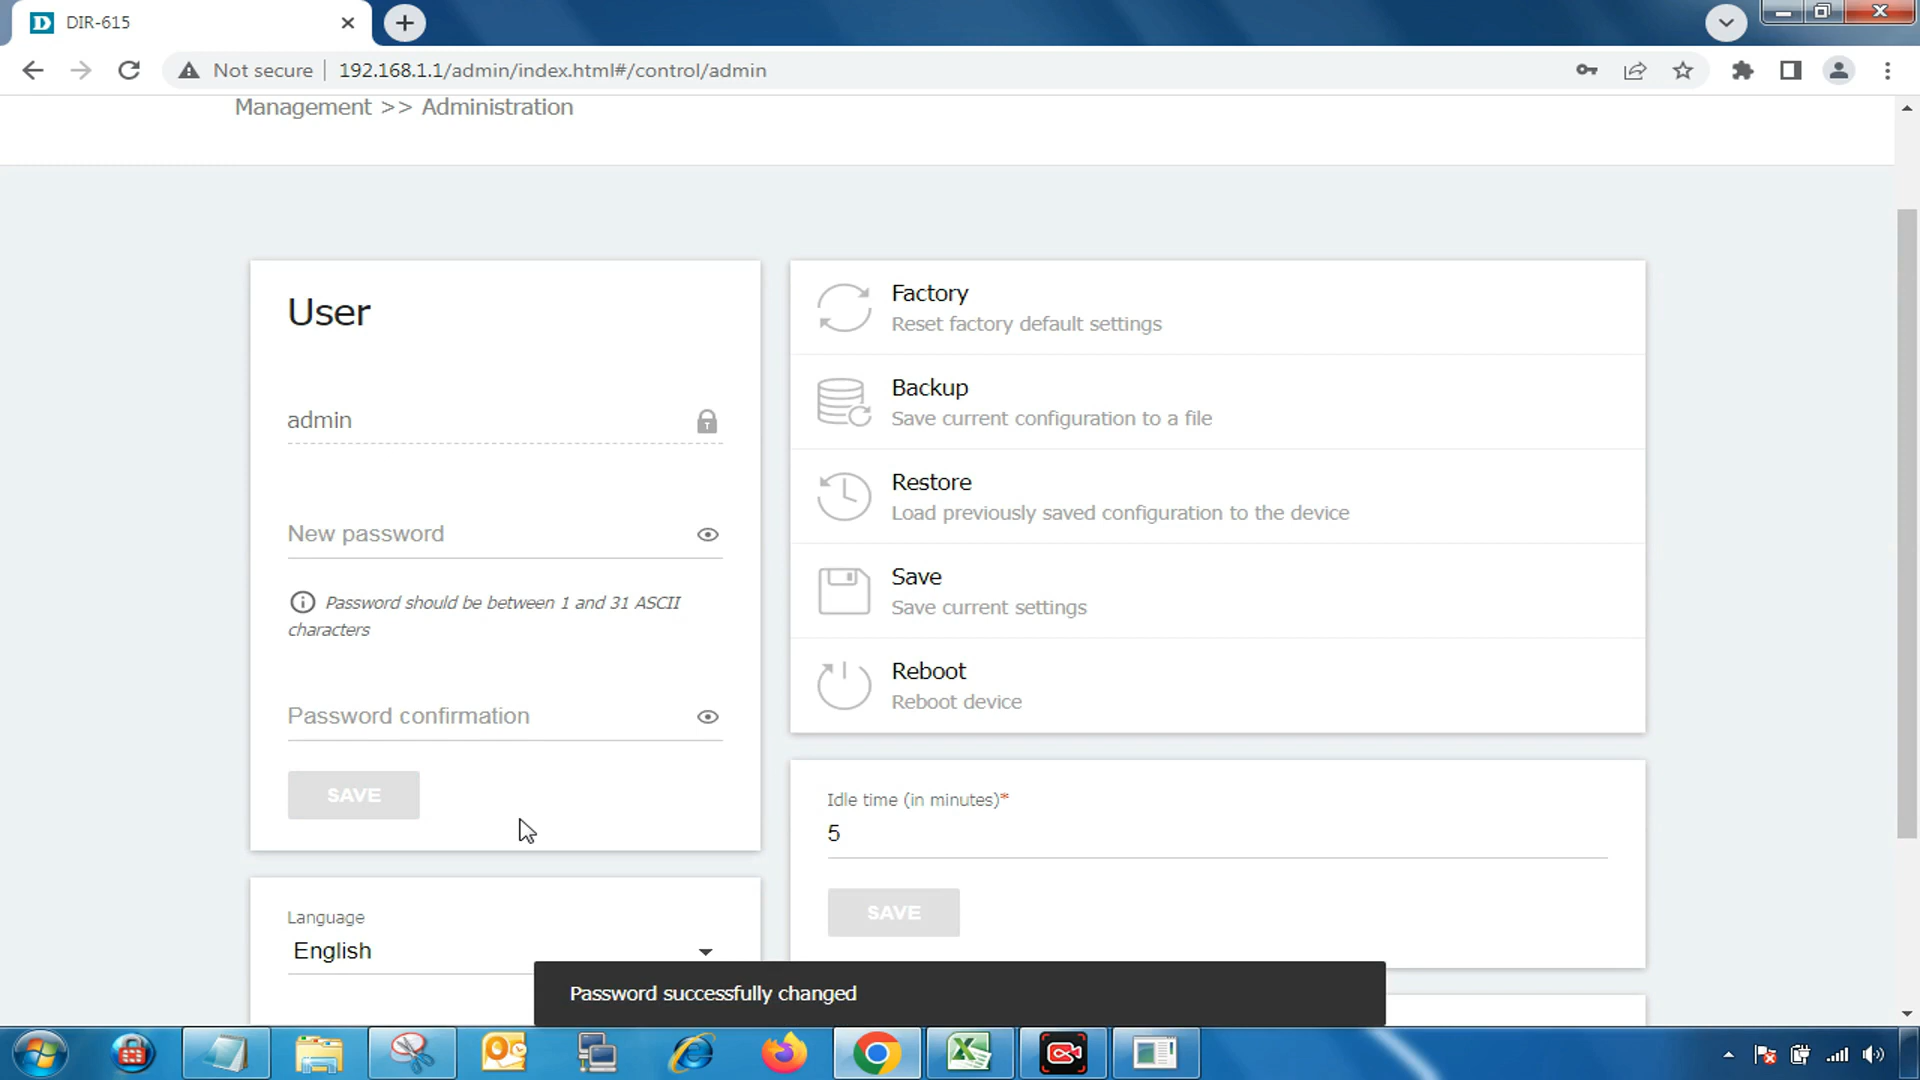 DIR-615
Not secure
192.168.1.1/admin/index.html#/control/admin
Management >> Administration
User
admin
New password
Password should be between 1 and 31 ASCII
characters
Password confirmation
SAVE
Language
English
Factory
Reset factory default settings
Backup
Save current configuration to a file
Restore
Load previously saved configuration to the device
Save
Save current settings
Reboot
Reboot device
Idle time (in minutes)*
5
SAVE
Password successfully changed